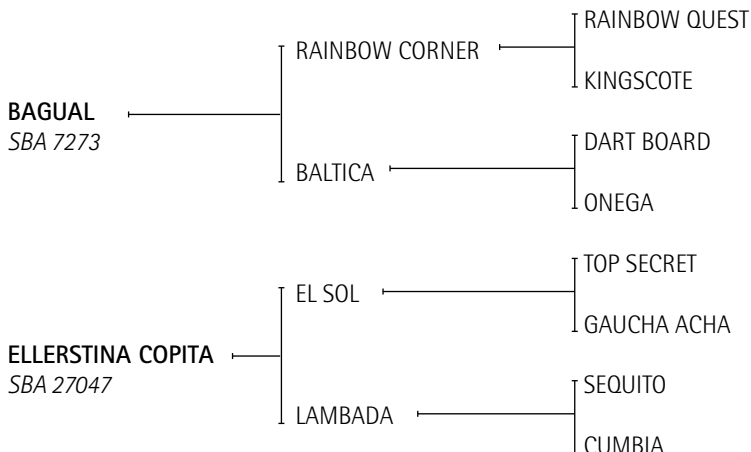 RAINBOW QUEST
RAINBOW CORNER
KINGSCOTE
BAGUAL
SBA 7273
DART BOARD
BALTICA
ONEGA
TOP SECRET
EL SOL
GAUCHA ACHA
ELLERSTINA COPITA
SBA 27047
SEQUITO
LAMBADA
CUMBIA